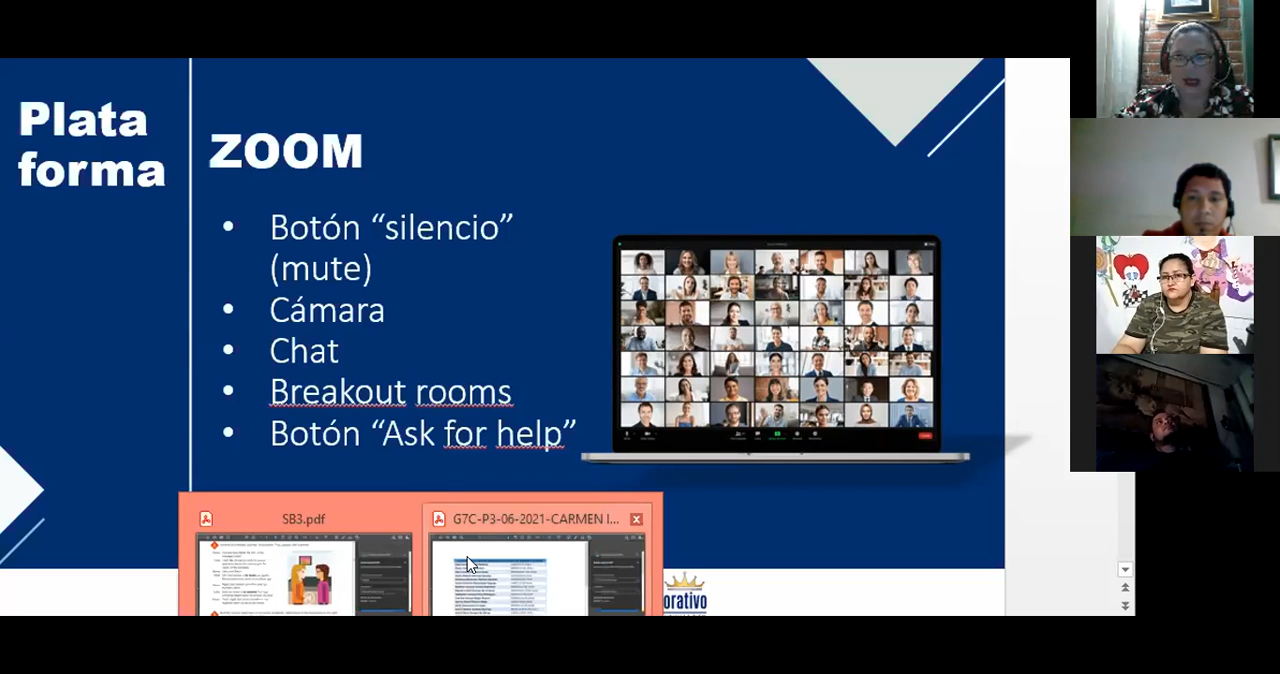 Plata
forma
ZOOM
• Botón “silencio”
(mute)
• Cámara
• Chat
• Breakout rooms
• Botón “Ask for help”
SB3.pdf
G7C-P3-06-2021-CARMEN I...
orativo